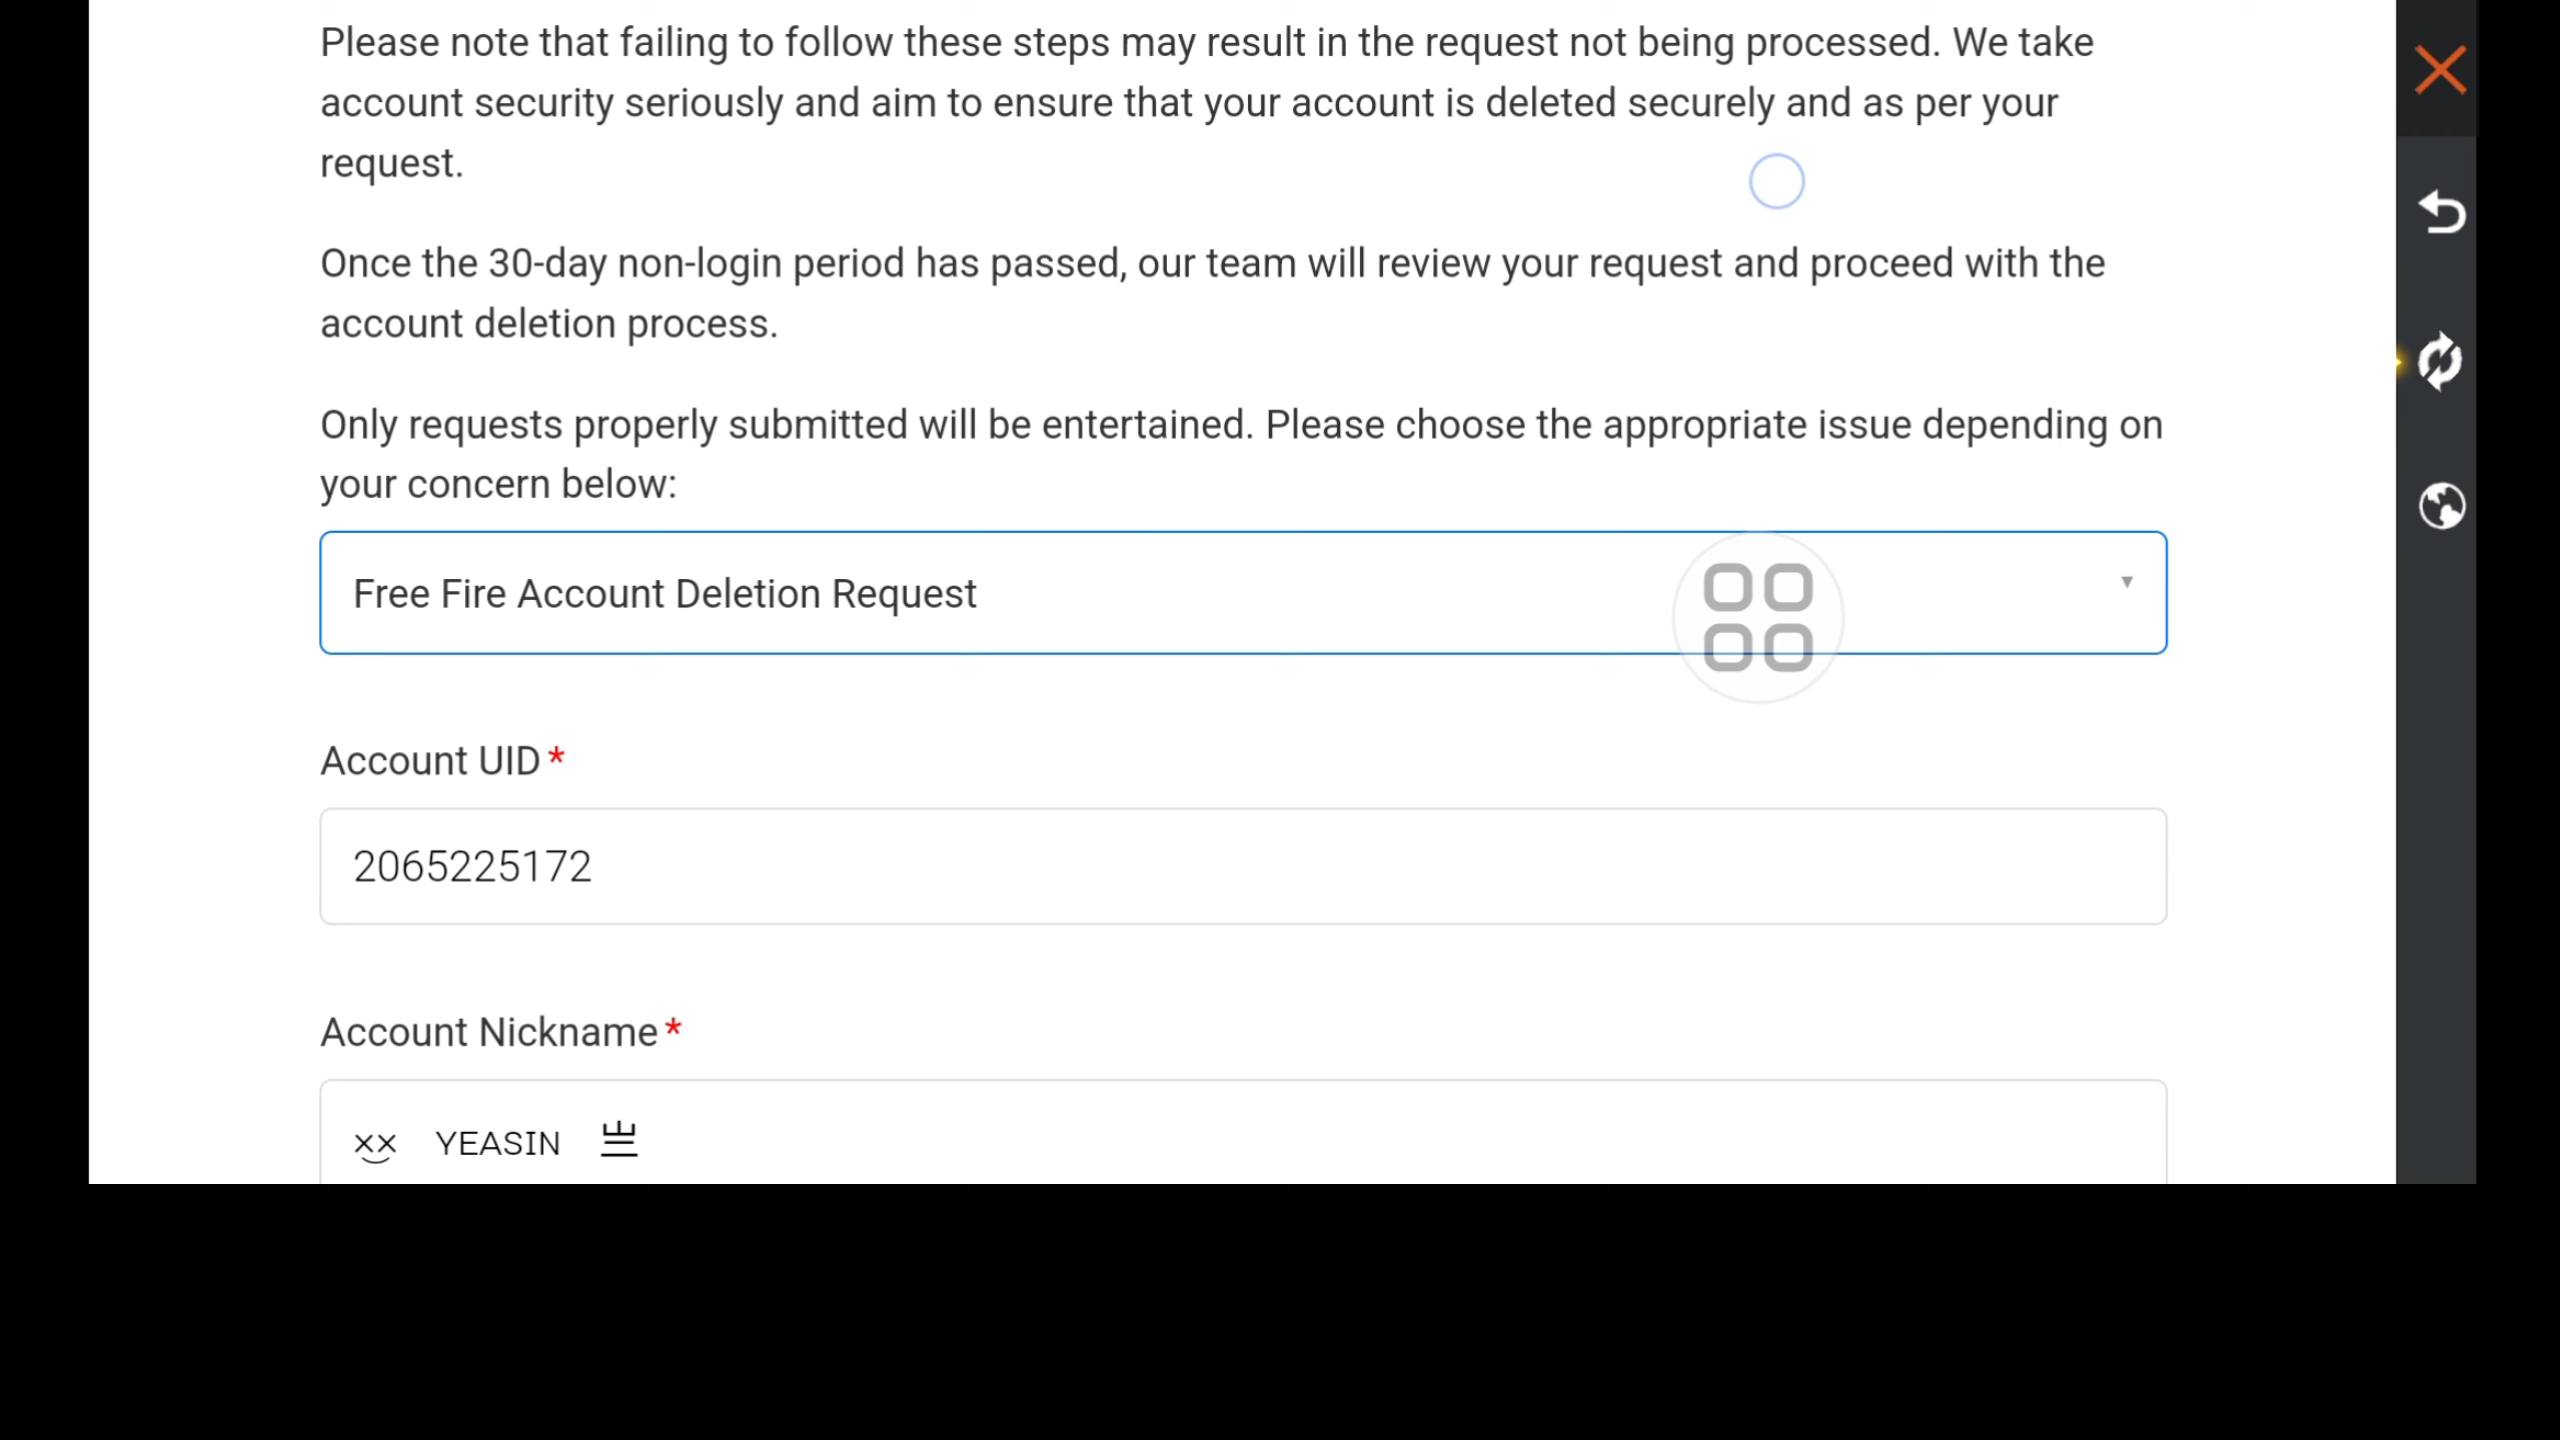 Please note that failing to follow these steps may result in the request not being processed. We take
account security seriously and aim to ensure that your account is deleted securely and as per your
request.
Once the 30-day non-login period has passed, our team will review your request and proceed with the
account deletion process.
Only requests properly submitted will be entertained. Please choose the appropriate issue depending on
your concern below:
Free Fire Account Deletion Request
Account UID *
2065225172
Account Nickname *
YEASIN